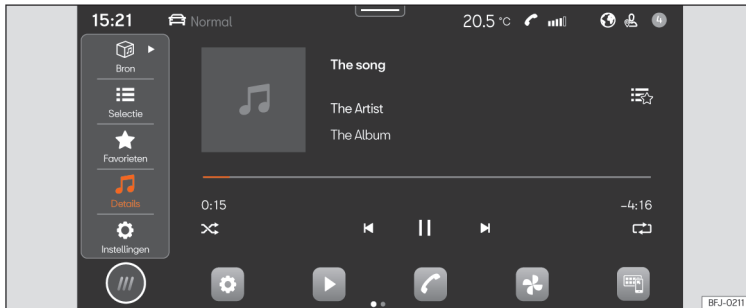 15:21 Normal 20.5 °C 4
Bron
The song
Selectie
The Artist
The Album
Favorieten
Details
0:15 -4:16
Instellingen
BFJ-0211